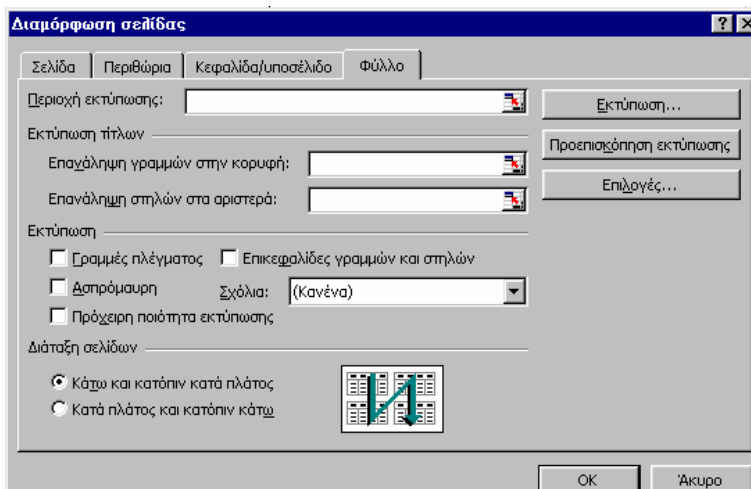 Διαμόρφωση σελίδας
Σελίδα Περιθώρια Κεφαλίδα/υποσέλιδο Φύλλο
Περιοχή εκτύπωσης:
Εκτύπωση...
Εκτύπωση τίτλων
Προεπισκόπηση εκτύπωσης
Επανάληψη γραμμών στην κορυφή:
Επιλογές...
Επανάληψη στηλών στα αριστερά:
Εκτύπωση
Γραμμές πλέγματος Επικεφαλίδες γραμμών και στηλών
Ασπρόμαυρη Σχόλια: (Κανένα)
Πρόχειρη ποιότητα εκτύπωσης
Διάταξη σελίδων
Κάτω και κατόπιν κατά πλάτος
Κατά πλάτος και κατόπιν κάτω
OK Άκυρο